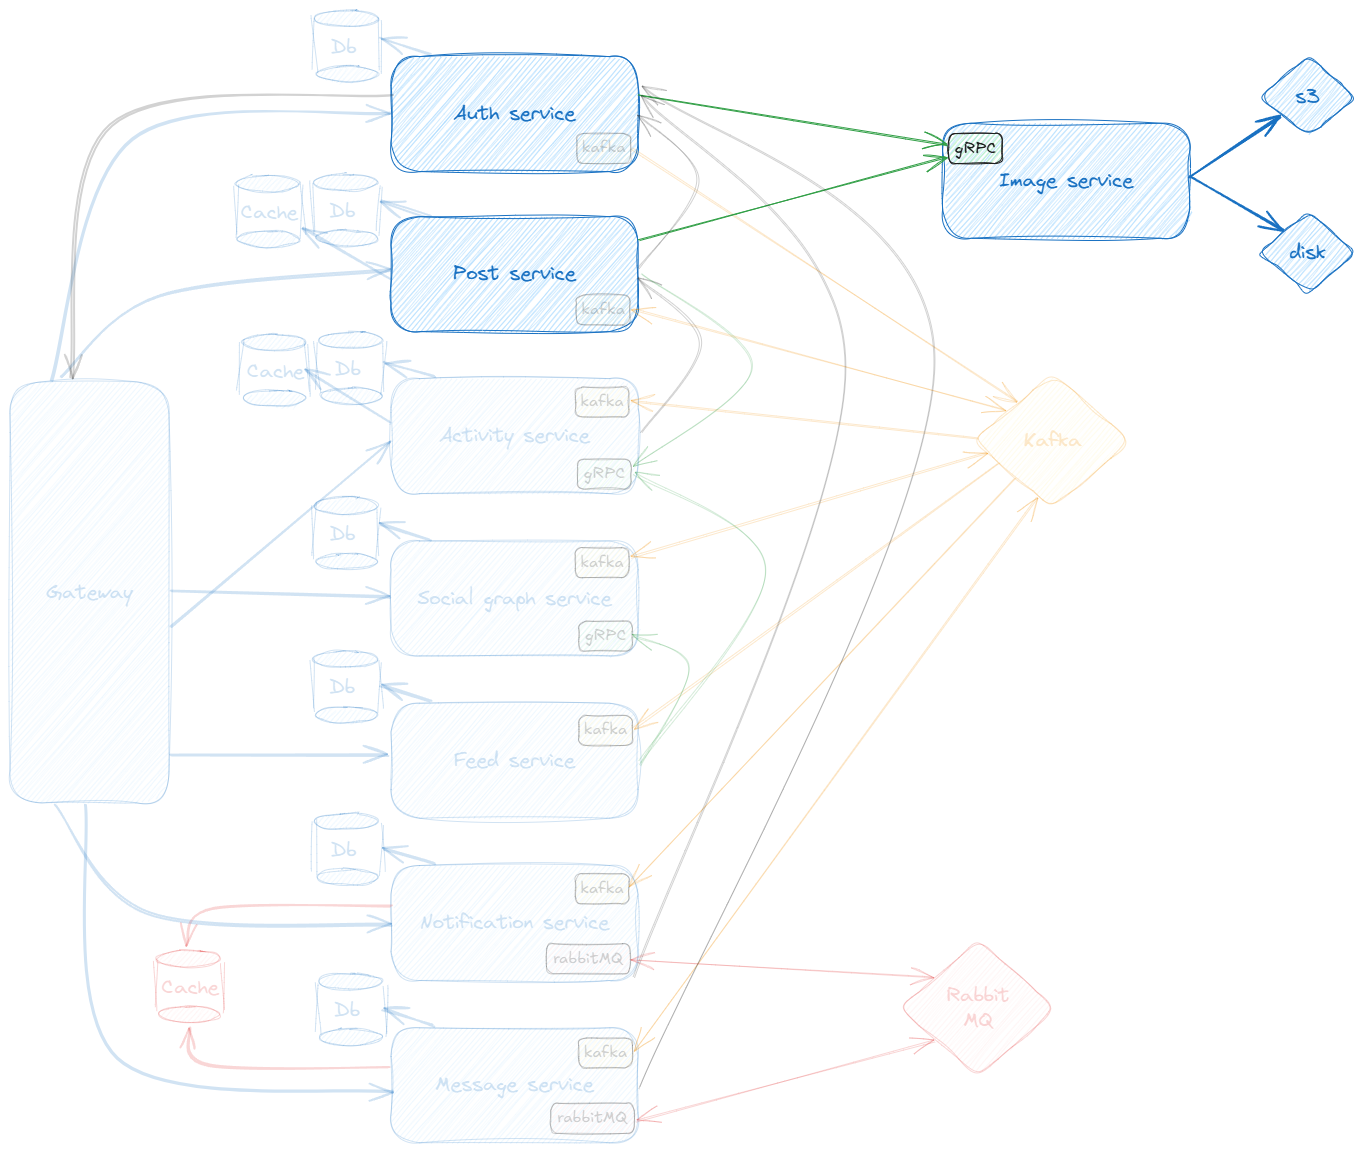 Db
Auth service
kafka
s3
gRPC
Image service
Cache
Db
Post service
kafka
disk
Cache
Db
kafka
Activity service
gRPC
Kafka
Db
kafka
Social graph service
gRPC
Gateway
Db
kafka
Feed service
Db
kafka
Notification service
rabbitMQ
Cache
Rabbit
MQ
Db
kafka
Message service
rabbitMQ